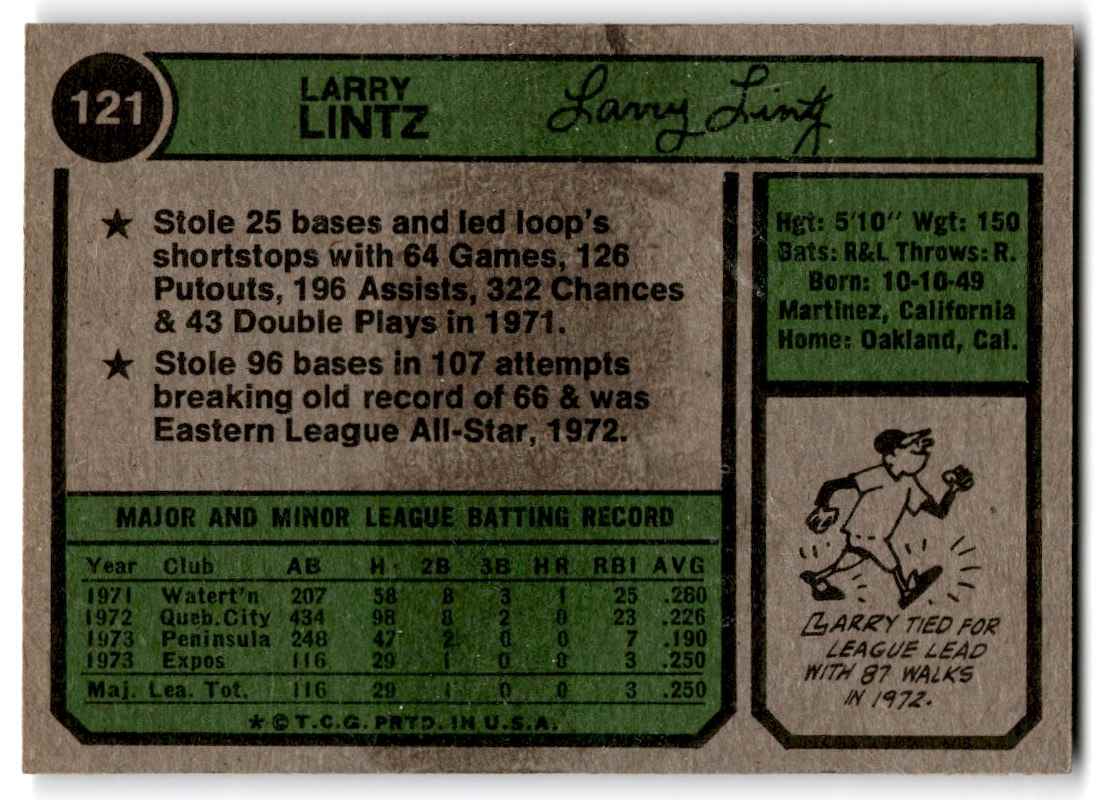 121
LARRY
LINTZ
Larry Lintz
★ Stole 25 bases and led loop's
shortstops with 64 Games, 126
Putouts, 196 Assists, 322 Chances
& 43 Double Plays in 1971.
★ Stole 96 bases in 107 attempts
breaking old record of 66 & was
Eastern League All-Star, 1972.
Hgt: 5'10" Wgt: 150
Bats: R&L Throws: R.
Born: 10-10-49
Martinez, California
Home: Oakland, Cal.
MAJOR AND MINOR LEAGUE BATTING RECORD
Year Club AB H 2B 3B HR RBI AVG
1971 Watert'n 207 58 8 3 1 25 .280
1972 Queb.City 434 98 8 2 0 23 .226
1973 Peninsula 248 47 2 0 0 7 .190
1973 Expos 116 29 1 0 0 3 .250
Maj. Lea. Tot. 116 29 1 0 0 3 .250
★ © T.C.G. PRTD. IN U.S.A.
LARRY TIED FOR
LEAGUE LEAD
WITH 87 WALKS
IN 1972.